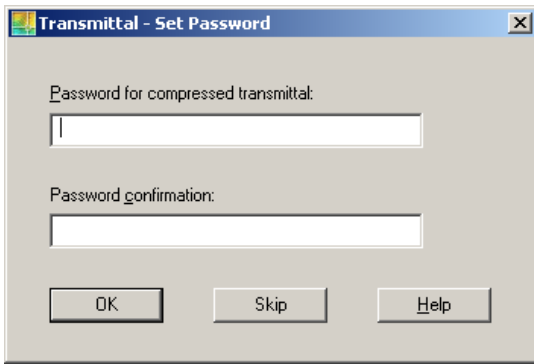 Transmittal - Set Password
Password for compressed transmittal:
Password confirmation:
OK Skip Help